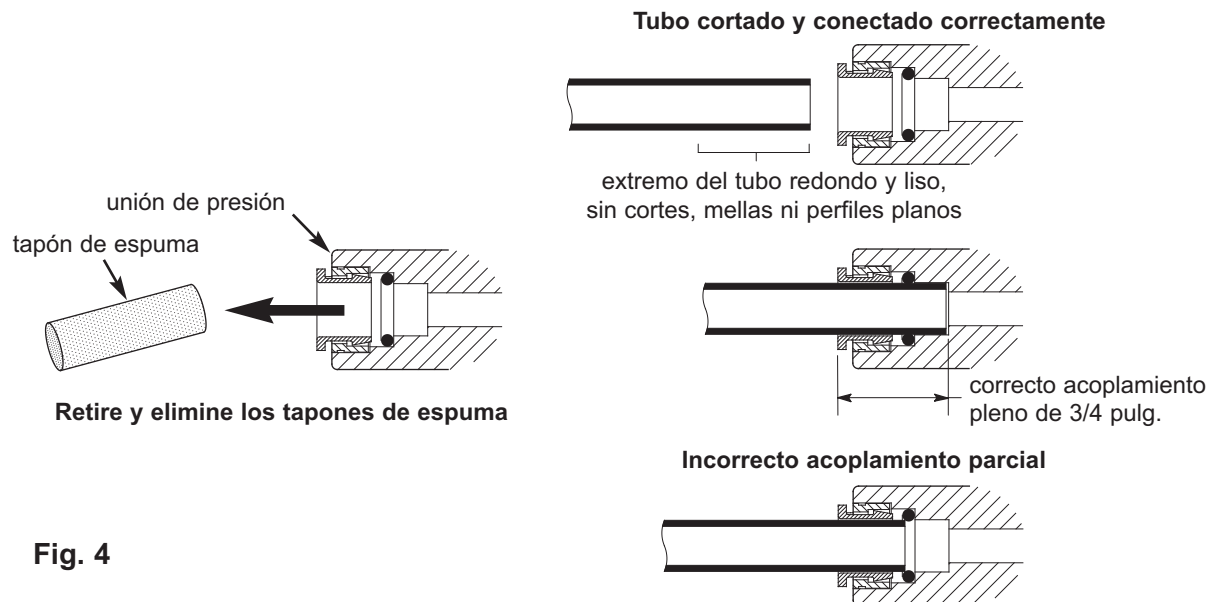 Tubo cortado y conectado correctamente
extremo del tubo redondo y liso,
sin cortes, mellas ni perfiles planos
unión de presión
tapón de espuma
Retire y elimine los tapones de espuma
correcto acoplamiento
pleno de 3/4 pulg.
Incorrecto acoplamiento parcial
Fig. 4